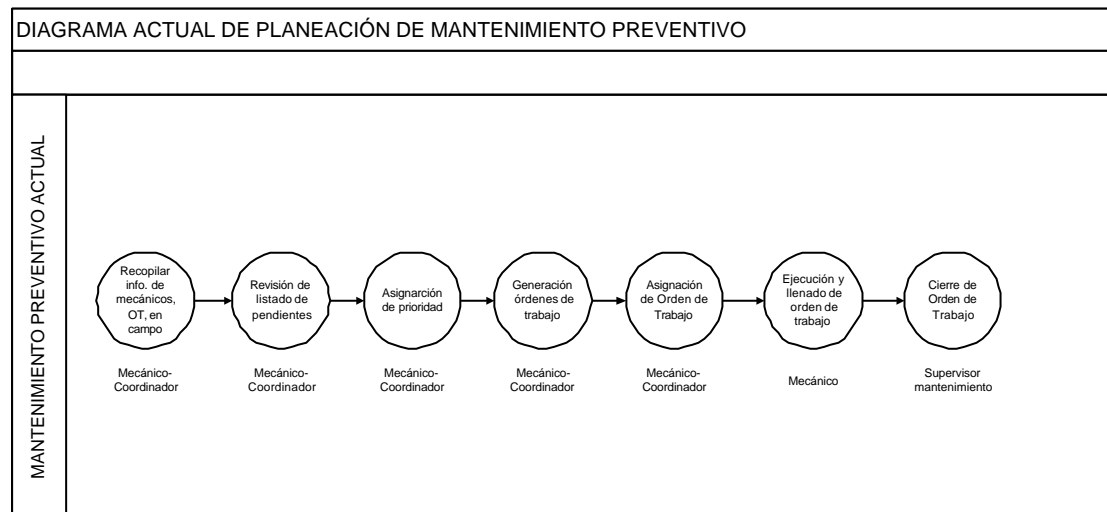 DIAGRAMA ACTUAL DE PLANEACIÓN DE MANTENIMIENTO PREVENTIVO
MANTENIMIENTO PREVENTIVO ACTUAL
Recopilar
info. de
mecánicos,
OT, en
campo
Mecánico-
Coordinador
Revisión de
listado de
pendientes
Mecánico-
Coordinador
Asignarción
de prioridad
Mecánico-
Coordinador
Generación
órdenes de
trabajo
Mecánico-
Coordinador
Asignación
de Orden de
Trabajo
Mecánico-
Coordinador
Ejecución y
llenado de
orden de
trabajo
Mecánico
Cierre de
Orden de
Trabajo
Supervisor
mantenimiento